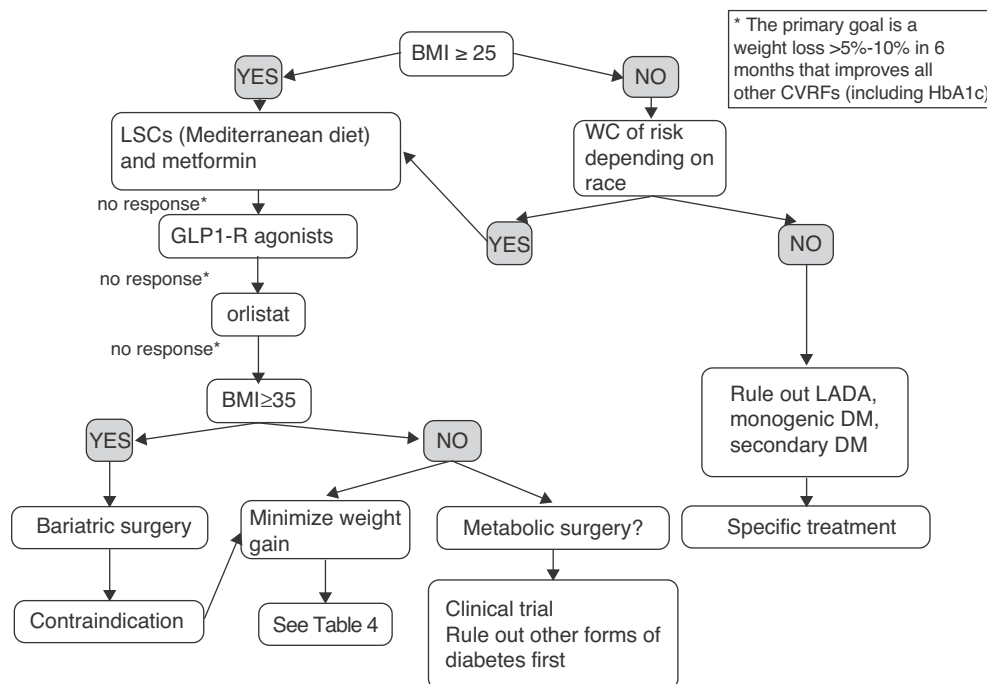 BMI ≥ 25
* The primary goal is a
weight loss >5%-10% in 6
months that improves all
other CVRFs (including HbA1c)
YES
NO
LSCs (Mediterranean diet)
and metformin
WC of risk
depending on
race
no response*
GLP1-R agonists
YES
NO
no response*
orlistat
no response*
BMI≥35
Rule out LADA,
monogenic DM,
secondary DM
YES
NO
Bariatric surgery
Minimize weight
gain
Metabolic surgery?
Specific treatment
Contraindication
See Table 4
Clinical trial
Rule out other forms of
diabetes first